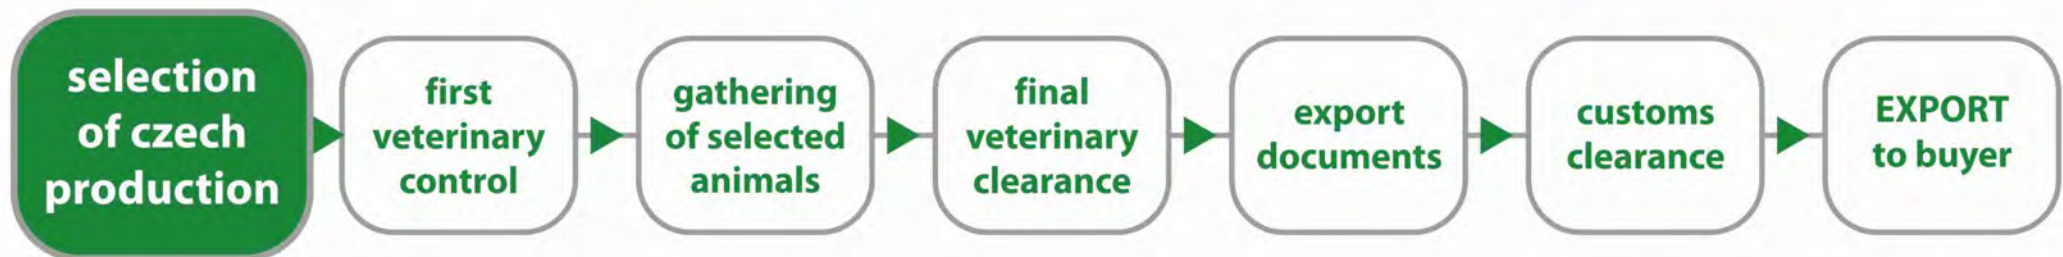 selection
of czech
production
first
veterinary
control
gathering
of selected
animals
final
veterinary
clearance
export
documents
customs
clearance
EXPORT
to buyer